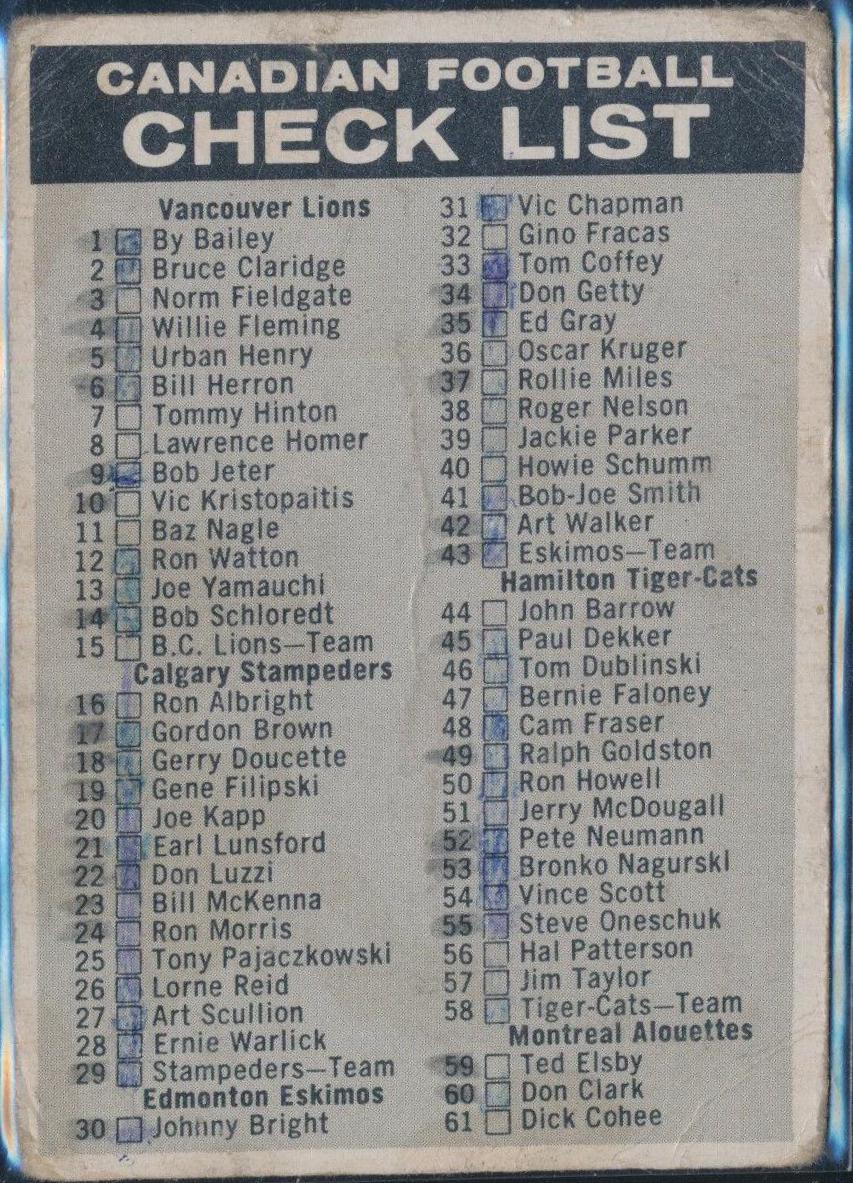 CANADIAN FOOTBALL
CHECK LIST
Vancouver Lions
1 By Bailey
2 Bruce Claridge
3 Norm Fieldgate
4 Willie Fleming
5 Urban Henry
6 Bill Herron
7 Tommy Hinton
8 Lawrence Homer
9 Bob Jeter
10 Vic Kristopaitis
11 Baz Nagle
12 Ron Watton
13 Joe Yamauchi
14 Bob Schloredt
15 B.C. Lions—Team
Calgary Stampeders
16 Ron Albright
17 Gordon Brown
18 Gerry Doucette
19 Gene Filipski
20 Joe Kapp
21 Earl Lunsford
22 Don Luzzi
23 Bill McKenna
24 Ron Morris
25 Tony Pajaczkowski
26 Lorne Reid
27 Art Scullion
28 Ernie Warlick
29 Stampeders—Team
Edmonton Eskimos
30 Johnny Bright
31 Vic Chapman
32 Gino Fracas
33 Tom Coffey
34 Don Getty
35 Ed Gray
36 Oscar Kruger
37 Rollie Miles
38 Roger Nelson
39 Jackie Parker
40 Howie Schumm
41 Bob-Joe Smith
42 Art Walker
43 Eskimos—Team
Hamilton Tiger-Cats
44 John Barrow
45 Paul Dekker
46 Tom Dublinski
47 Bernie Faloney
48 Cam Fraser
49 Ralph Goldston
50 Ron Howell
51 Jerry McDougall
52 Pete Neumann
53 Bronko Nagurski
54 Vince Scott
55 Steve Oneschuk
56 Hal Patterson
57 Jim Taylor
58 Tiger-Cats—Team
Montreal Alouettes
59 Ted Elsby
60 Don Clark
61 Dick Cohee